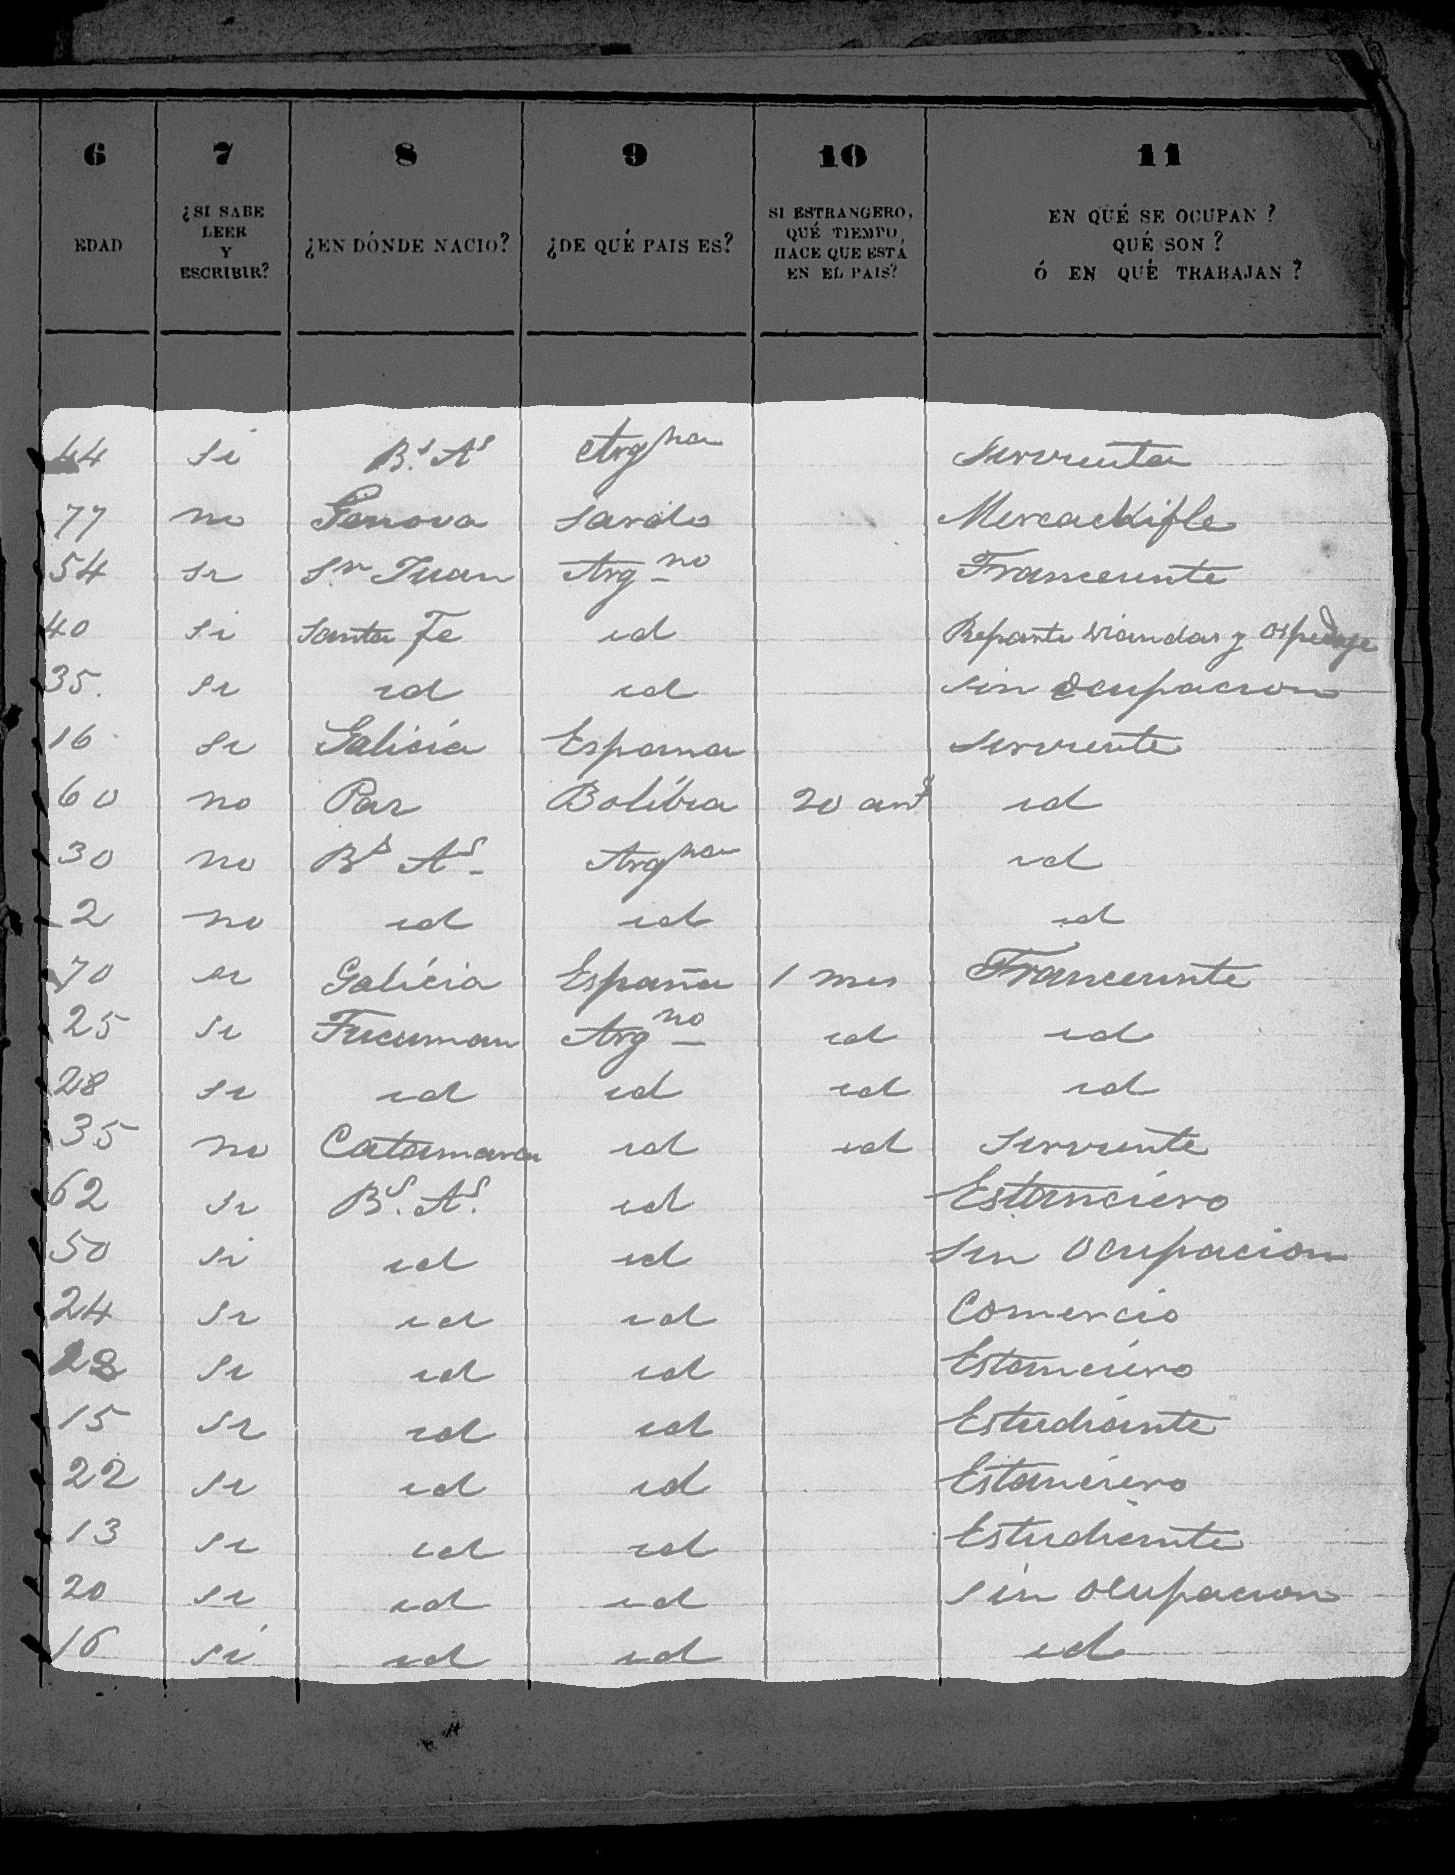 6 7 8 9 10 11
EDAD ¿SI SABE LEER Y ESCRIBIR? ¿EN DÓNDE NACIO? ¿DE QUÉ PAIS ES? SI ESTRANGERO, QUÉ TIEMPO HACE QUE ESTÁ EN EL PAIS? EN QUÉ SE OCUPAN? QUÉ SON? Ó EN QUÉ TRABAJAN?
44 si Bs. As Argna sirvienta
77 no Genova sardo Mercachifle
54 si Sn Juan Argno Transeunte
40 si Santa Fe id Reparte viandas y ospedaje
35. si id id sin ocupacion
16 si Galicia España sirviente
60 no Paz Bolibia 20 ans id
30 no Bs As Argna id
2 no id id id
70 si Galicia España 1 mes Transeunte
25 si Tucuman Argno id id
28 si id id id id
35 no Catamarca id id sirviente
62 si Bs. As. id Estanciero
50 si id id sin ocupacion
24 si id id Comercio
28 si id id Estanciero
15 si id id Estudiante
22 si id id Estanciero
13 si id id Estudiante
20 si id id sin ocupacion
16 si id id id